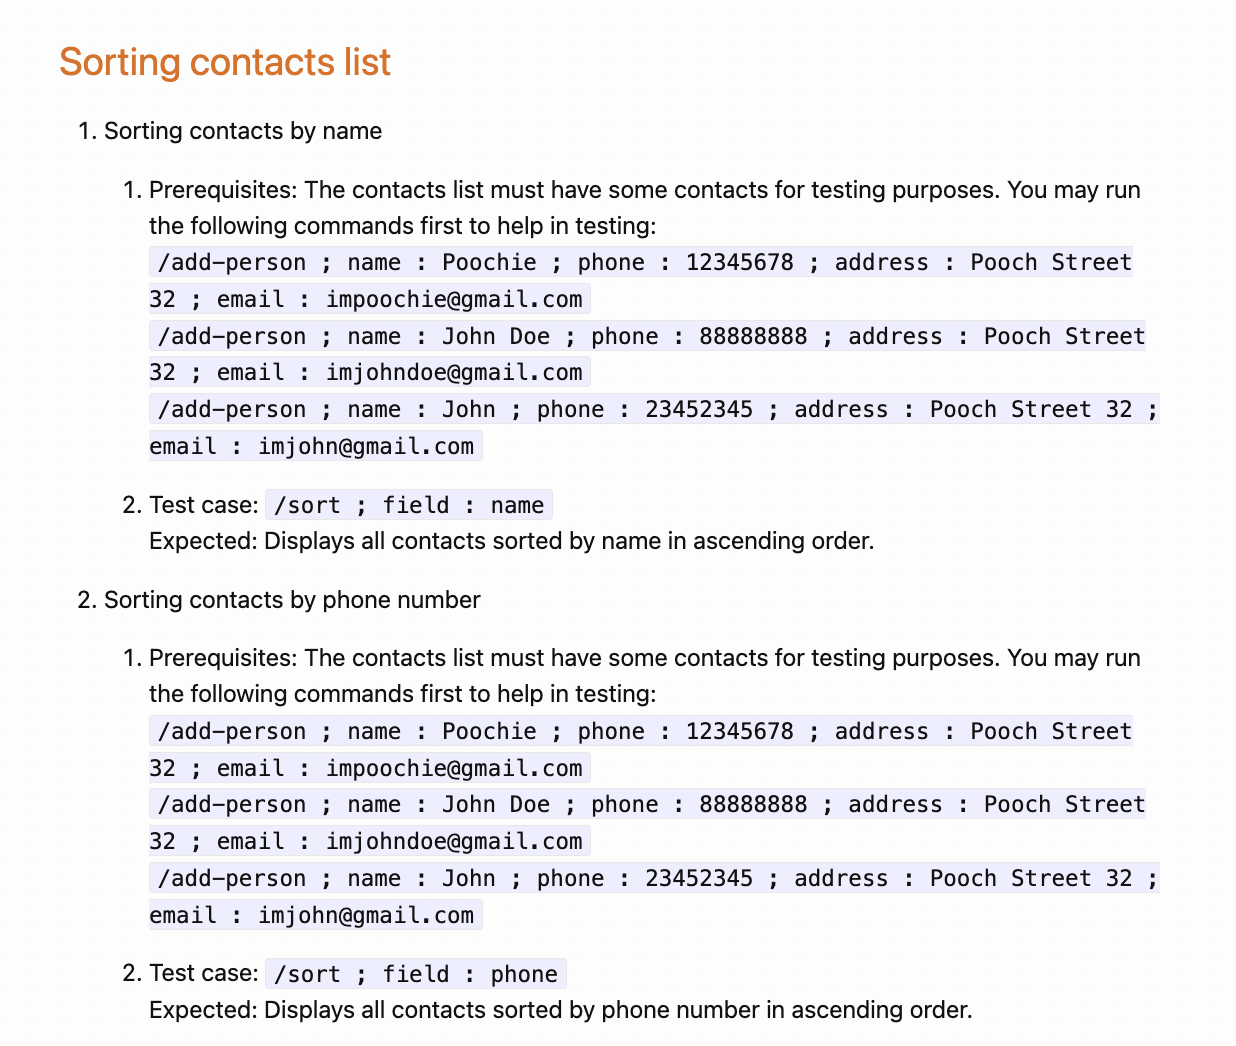 Sorting contacts list
1. Sorting contacts by name
1. Prerequisites: The contacts list must have some contacts for testing purposes. You may run
the following commands first to help in testing:
/add-person ; name : Poochie ; phone : 12345678 ; address : Pooch Street
32 ; email : impoochie@gmail.com
/add-person ; name : John Doe ; phone : 88888888 ; address : Pooch Street
32 ; email : imjohndoe@gmail.com
/add-person ; name : John ; phone : 23452345 ; address : Pooch Street 32 ;
email : imjohn@gmail.com
2. Test case: /sort ; field : name
Expected: Displays all contacts sorted by name in ascending order.
2. Sorting contacts by phone number
1. Prerequisites: The contacts list must have some contacts for testing purposes. You may run
the following commands first to help in testing:
/add-person ; name : Poochie ; phone : 12345678 ; address : Pooch Street
32 ; email : impoochie@gmail.com
/add-person ; name : John Doe ; phone : 88888888 ; address : Pooch Street
32 ; email : imjohndoe@gmail.com
/add-person ; name : John ; phone : 23452345 ; address : Pooch Street 32 ;
email : imjohn@gmail.com
2. Test case: /sort ; field : phone
Expected: Displays all contacts sorted by phone number in ascending order.